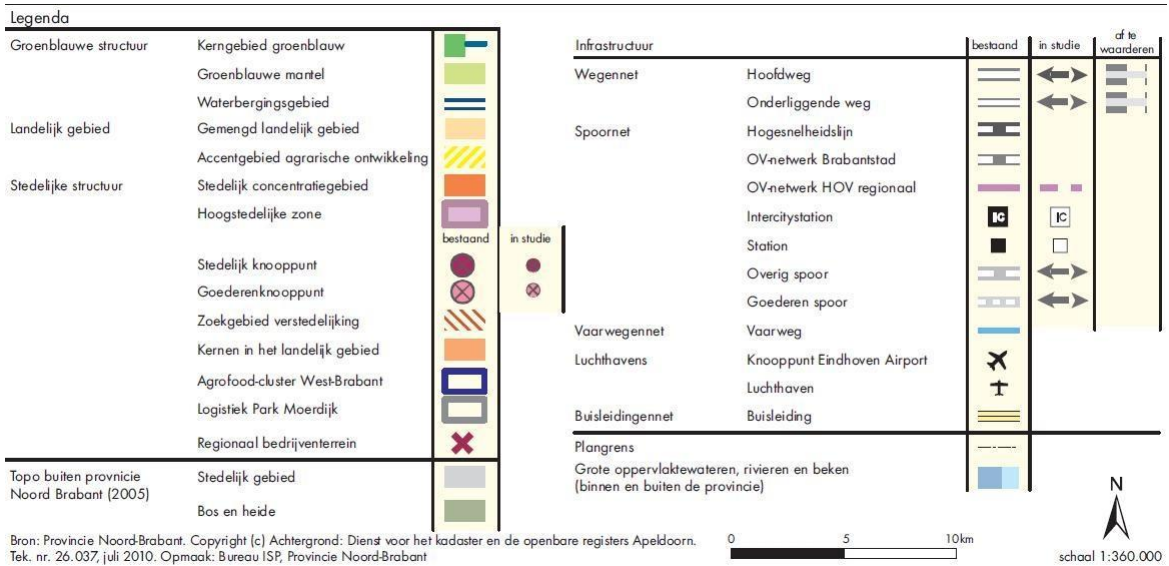 Legenda
Groenblauwe structuur Kerngebied groenblauw
Groenblauwe mantel
Waterbergingsgebied
Landelijk gebied Gemengd landelijk gebied
Accentgebied agrarische ontwikkeling
Stedelijke structuur Stedelijk concentratiegebied
Hoogstedelijke zone
bestaand in studie
Stedelijk knooppunt
Goederenknooppunt
Zoekgebied verstedelijking
Kernen in het landelijk gebied
Agrofood-cluster West-Brabant
Logistiek Park Moerdijk
Regionaal bedrijventerrein
Topo buiten provnicie Stedelijk gebied
Noord Brabant (2005)
Bos en heide
Infrastructuur bestaand in studie af te
waarderen
Wegennet Hoofdweg
Onderliggende weg
Spoornet Hogesnelheidslijn
OV-netwerk Brabantstad
OV-netwerk HOV regionaal
Intercitystation IC IC
Station
Overig spoor
Goederen spoor
Vaarwegennet Vaarweg
Luchthavens Knooppunt Eindhoven Airport
Luchthaven
Buisleidingennet Buisleiding
Plangrens
Grote oppervlaktewateren, rivieren en beken
(binnen en buiten de provincie)
N
Bron: Provincie Noord-Brabant. Copyright (c) Achtergrond: Dienst voor het kadaster en de openbare registers Apeldoorn.
Tek. nr. 26.037, juli 2010. Opmaak: Bureau ISP, Provincie Noord-Brabant
0 5 10km
schaal 1:360.000